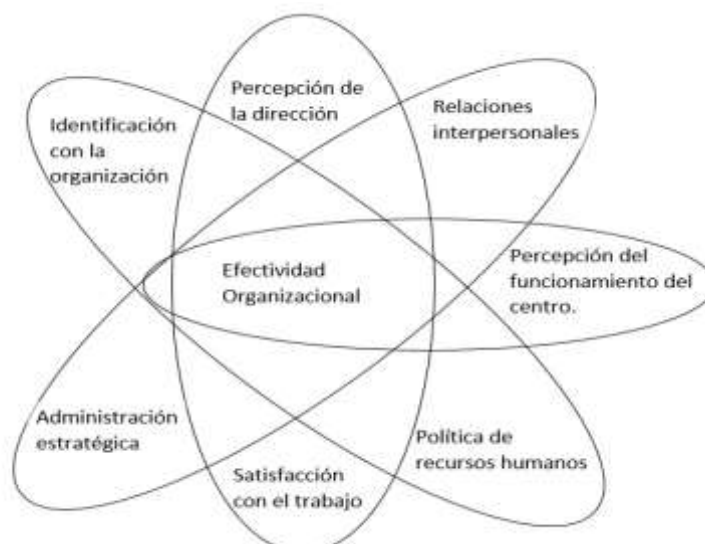 Percepción de
la dirección
Relaciones
interpersonales
Identificación
con la
organización
Efectividad
Organizacional
Percepción del
funcionamiento del
centro.
Administración
estratégica
Política de
recursos humanos
Satisfacción
con el trabajo